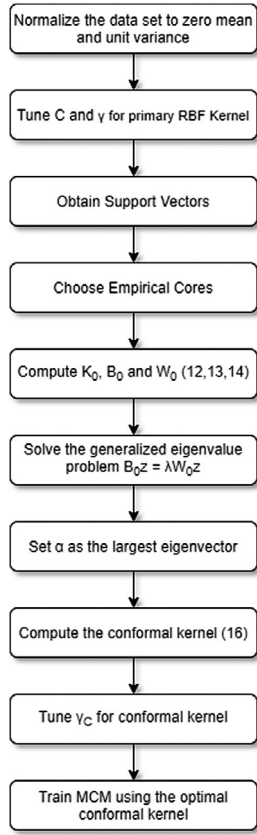 Normalize the data set to zero mean
and unit variance
Tune C and γ for primary RBF Kernel
Obtain Support Vectors
Choose Empirical Cores
Compute K₀, B₀ and W₀ (12,13,14)
Solve the generalized eigenvalue
problem B₀z = λW₀z
Set α as the largest eigenvector
Compute the conformal kernel (16)
Tune γ_C for conformal kernel
Train MCM using the optimal
conformal kernel